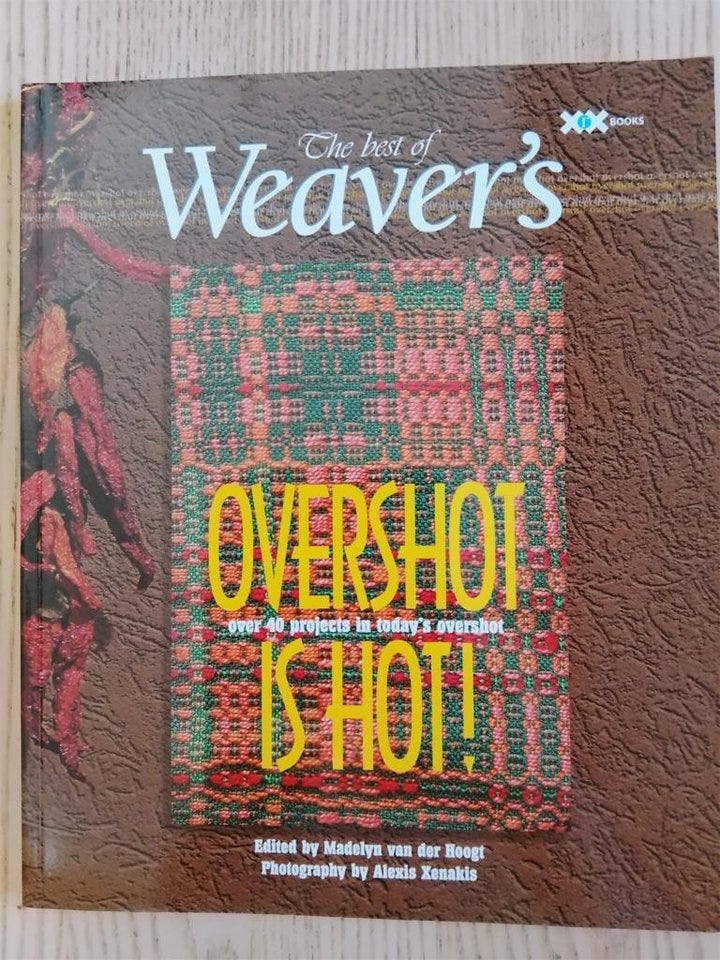 XRX BOOKS
The best of
Weaver's
OVERSHOT
over 40 projects in today's overshot
IS HOT!
Edited by Madelyn van der Hoogt
Photography by Alexis Xenakis